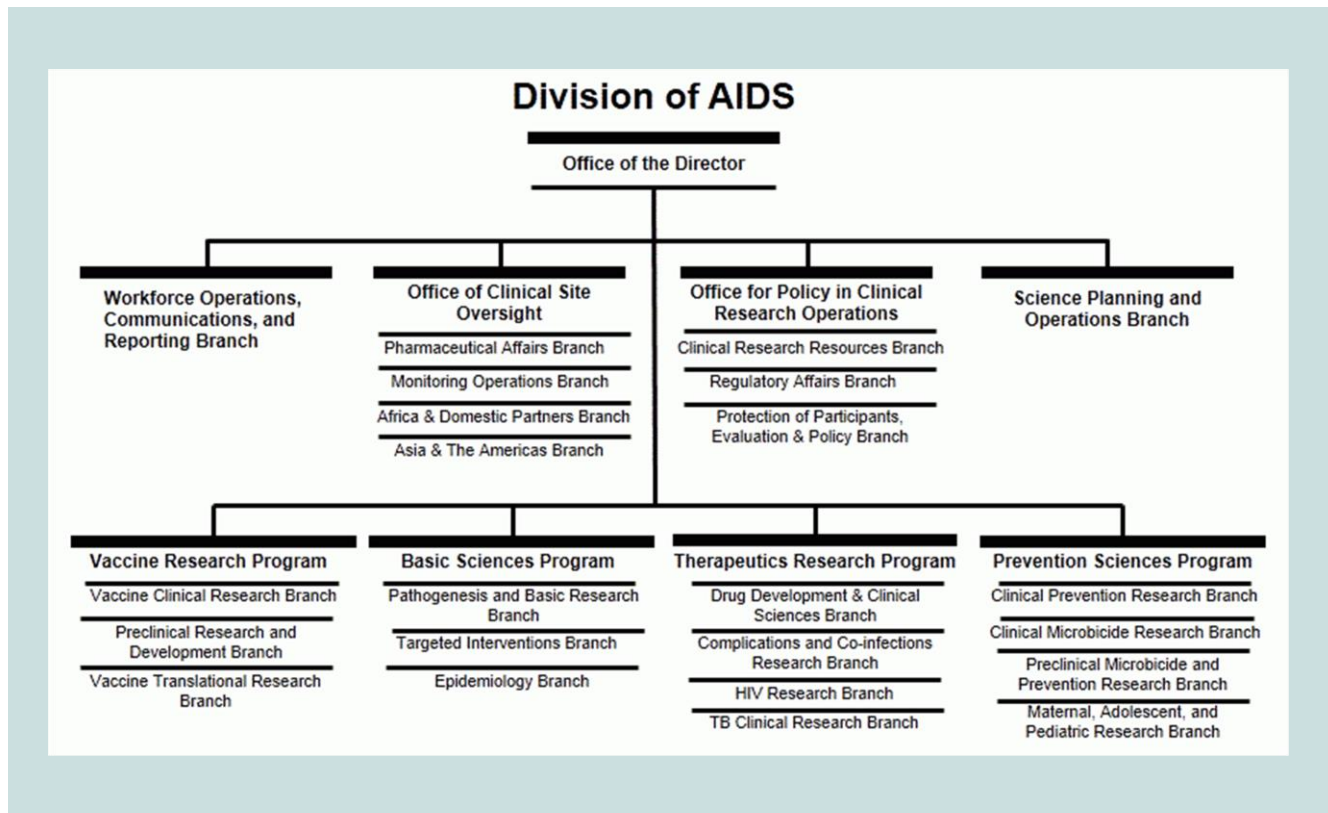 Division of AIDS
Office of the Director
Workforce Operations,
Communications, and
Reporting Branch
Office of Clinical Site
Oversight
Pharmaceutical Affairs Branch
Monitoring Operations Branch
Africa & Domestic Partners Branch
Asia & The Americas Branch
Office for Policy in Clinical
Research Operations
Clinical Research Resources Branch
Regulatory Affairs Branch
Protection of Participants,
Evaluation & Policy Branch
Science Planning and
Operations Branch
Vaccine Research Program
Vaccine Clinical Research Branch
Preclinical Research and
Development Branch
Vaccine Translational Research
Branch
Basic Sciences Program
Pathogenesis and Basic Research
Branch
Targeted Interventions Branch
Epidemiology Branch
Therapeutics Research Program
Drug Development & Clinical
Sciences Branch
Complications and Co-infections
Research Branch
HIV Research Branch
TB Clinical Research Branch
Prevention Sciences Program
Clinical Prevention Research Branch
Clinical Microbicide Research Branch
Preclinical Microbicide and
Prevention Research Branch
Maternal, Adolescent, and
Pediatric Research Branch